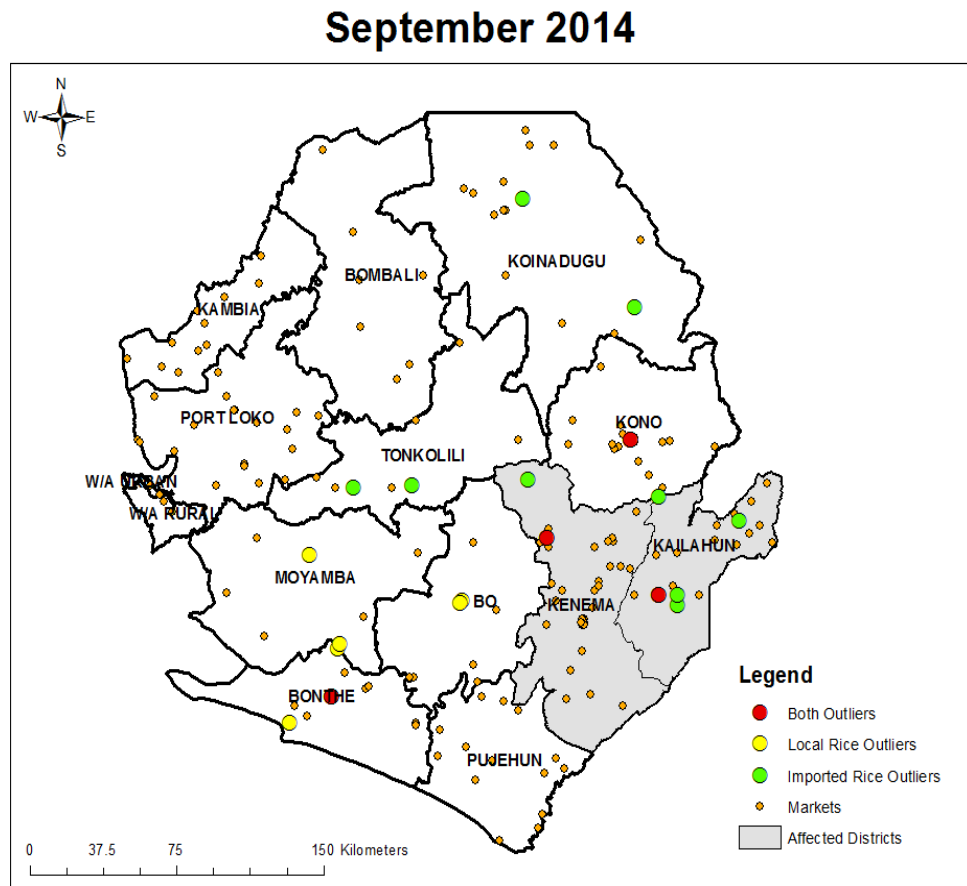 September 2014
N
W E
S
KOINADUGU
BOMBALI
KAMBIA
PORT LOKO
KONO
TONKOLILI
W/A URBAN
W/A RURAL
KAILAHUN
MOYAMBA
BO
KENEMA
BONTHE
PUJEHUN
Legend
Both Outliers
Local Rice Outliers
Imported Rice Outliers
Markets
Affected Districts
0 37.5 75 150 Kilometers